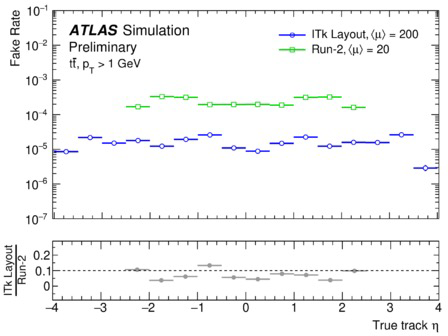 Fake Rate
1
10⁻¹
10⁻²
10⁻³
10⁻⁴
10⁻⁵
10⁻⁶
10⁻⁷
ATLAS Simulation
Preliminary
tt̄, p_T > 1 GeV
ITk Layout, ⟨μ⟩ = 200
Run-2, ⟨μ⟩ = 20
ITk Layout
Run-2
0.2
0.1
0
−4 −3 −2 −1 0 1 2 3 4
True track η